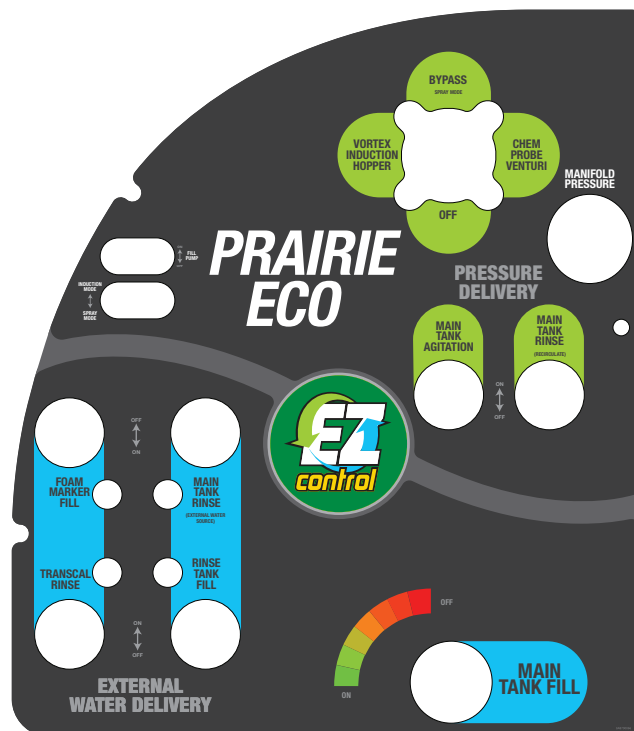 BYPASS
SPRAY MODE
VORTEX
INDUCTION
HOPPER
CHEM
PROBE
VENTURI
OFF
MANIFOLD
PRESSURE
FILL
PUMP
INDUCTION
MODE
SPRAY
MODE
PRAIRIE
ECO
PRESSURE
DELIVERY
MAIN
TANK
AGITATION
MAIN
TANK
RINSE
(RECIRCULATE)
ON
OFF
EZ
control
OFF
ON
FOAM
MARKER
FILL
MAIN
TANK
RINSE
(EXTERNAL WATER
SOURCE)
TRANSCAL
RINSE
RINSE
TANK
FILL
ON
OFF
EXTERNAL
WATER DELIVERY
OFF
ON
MAIN
TANK FILL